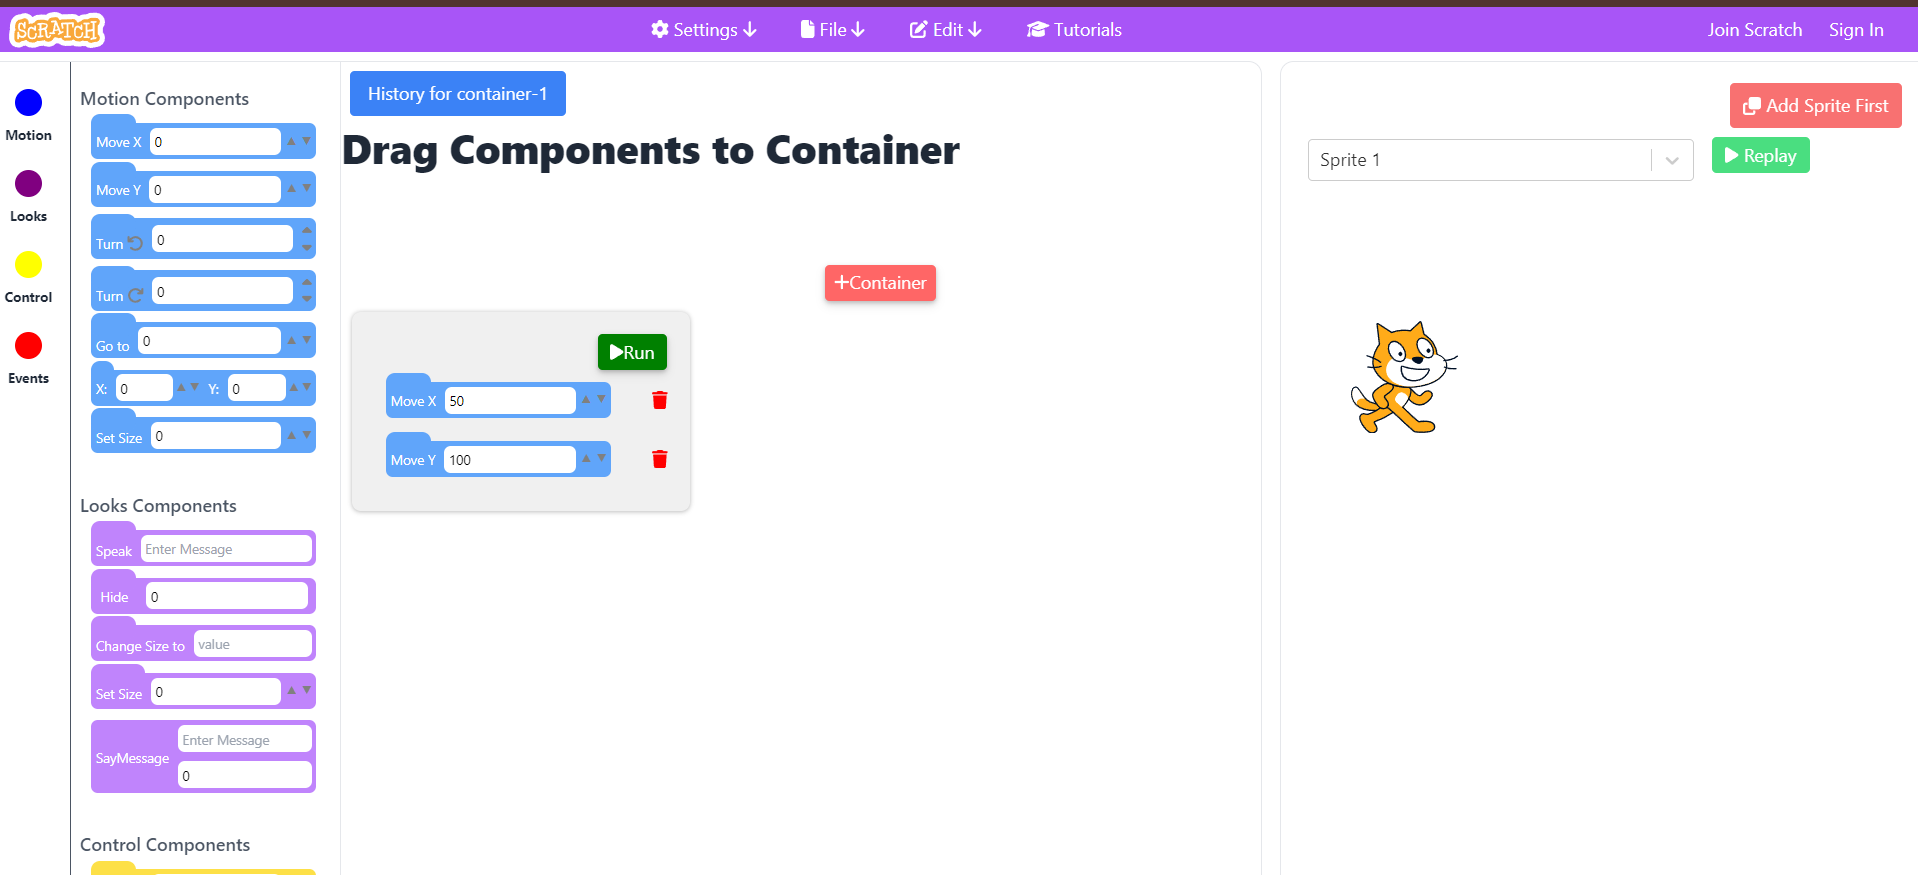 SCRATCH
Settings
File
Edit
Tutorials
Join Scratch
Sign In
Motion
Looks
Control
Events
Motion Components
Move X 0
Move Y 0
Turn 0
Turn 0
Go to 0
X: 0 Y: 0
Set Size 0
Looks Components
Speak Enter Message
Hide 0
Change Size to value
Set Size 0
SayMessage Enter Message
0
Control Components
History for container-1
Drag Components to Container
+Container
Run
Move X 50
Move Y 100
Add Sprite First
Sprite 1
Replay